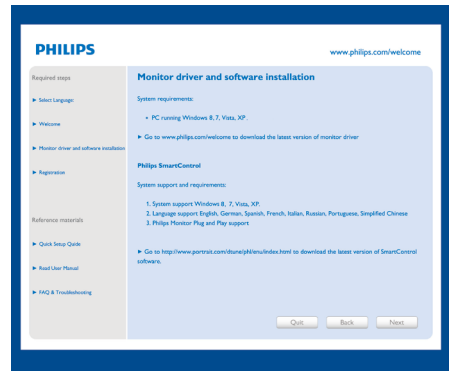 PHILIPS
www.philips.com/welcome
Required steps
► Select Language:
► Welcome
► Monitor driver and software installation
► Registration
Reference materials
► Quick Setup Guide
► Read User Manual
► FAQ & Troubleshooting
Monitor driver and software installation
System requirements:
• PC running Windows 8, 7, Vista, XP.
► Go to www.philips.com/welcome to download the latest version of monitor driver
Philips SmartControl
System support and requirements:
1. System support Windows 8, 7, Vista, XP.
2. Language support English, German, Spanish, French, Italian, Russian, Portuguese, Simplified Chinese
3. Philips Monitor Plug and Play support
► Go to http://www.portrait.com/dtune/phl/enu/index.html to download the latest version of SmartControl
software.
Quit
Back
Next